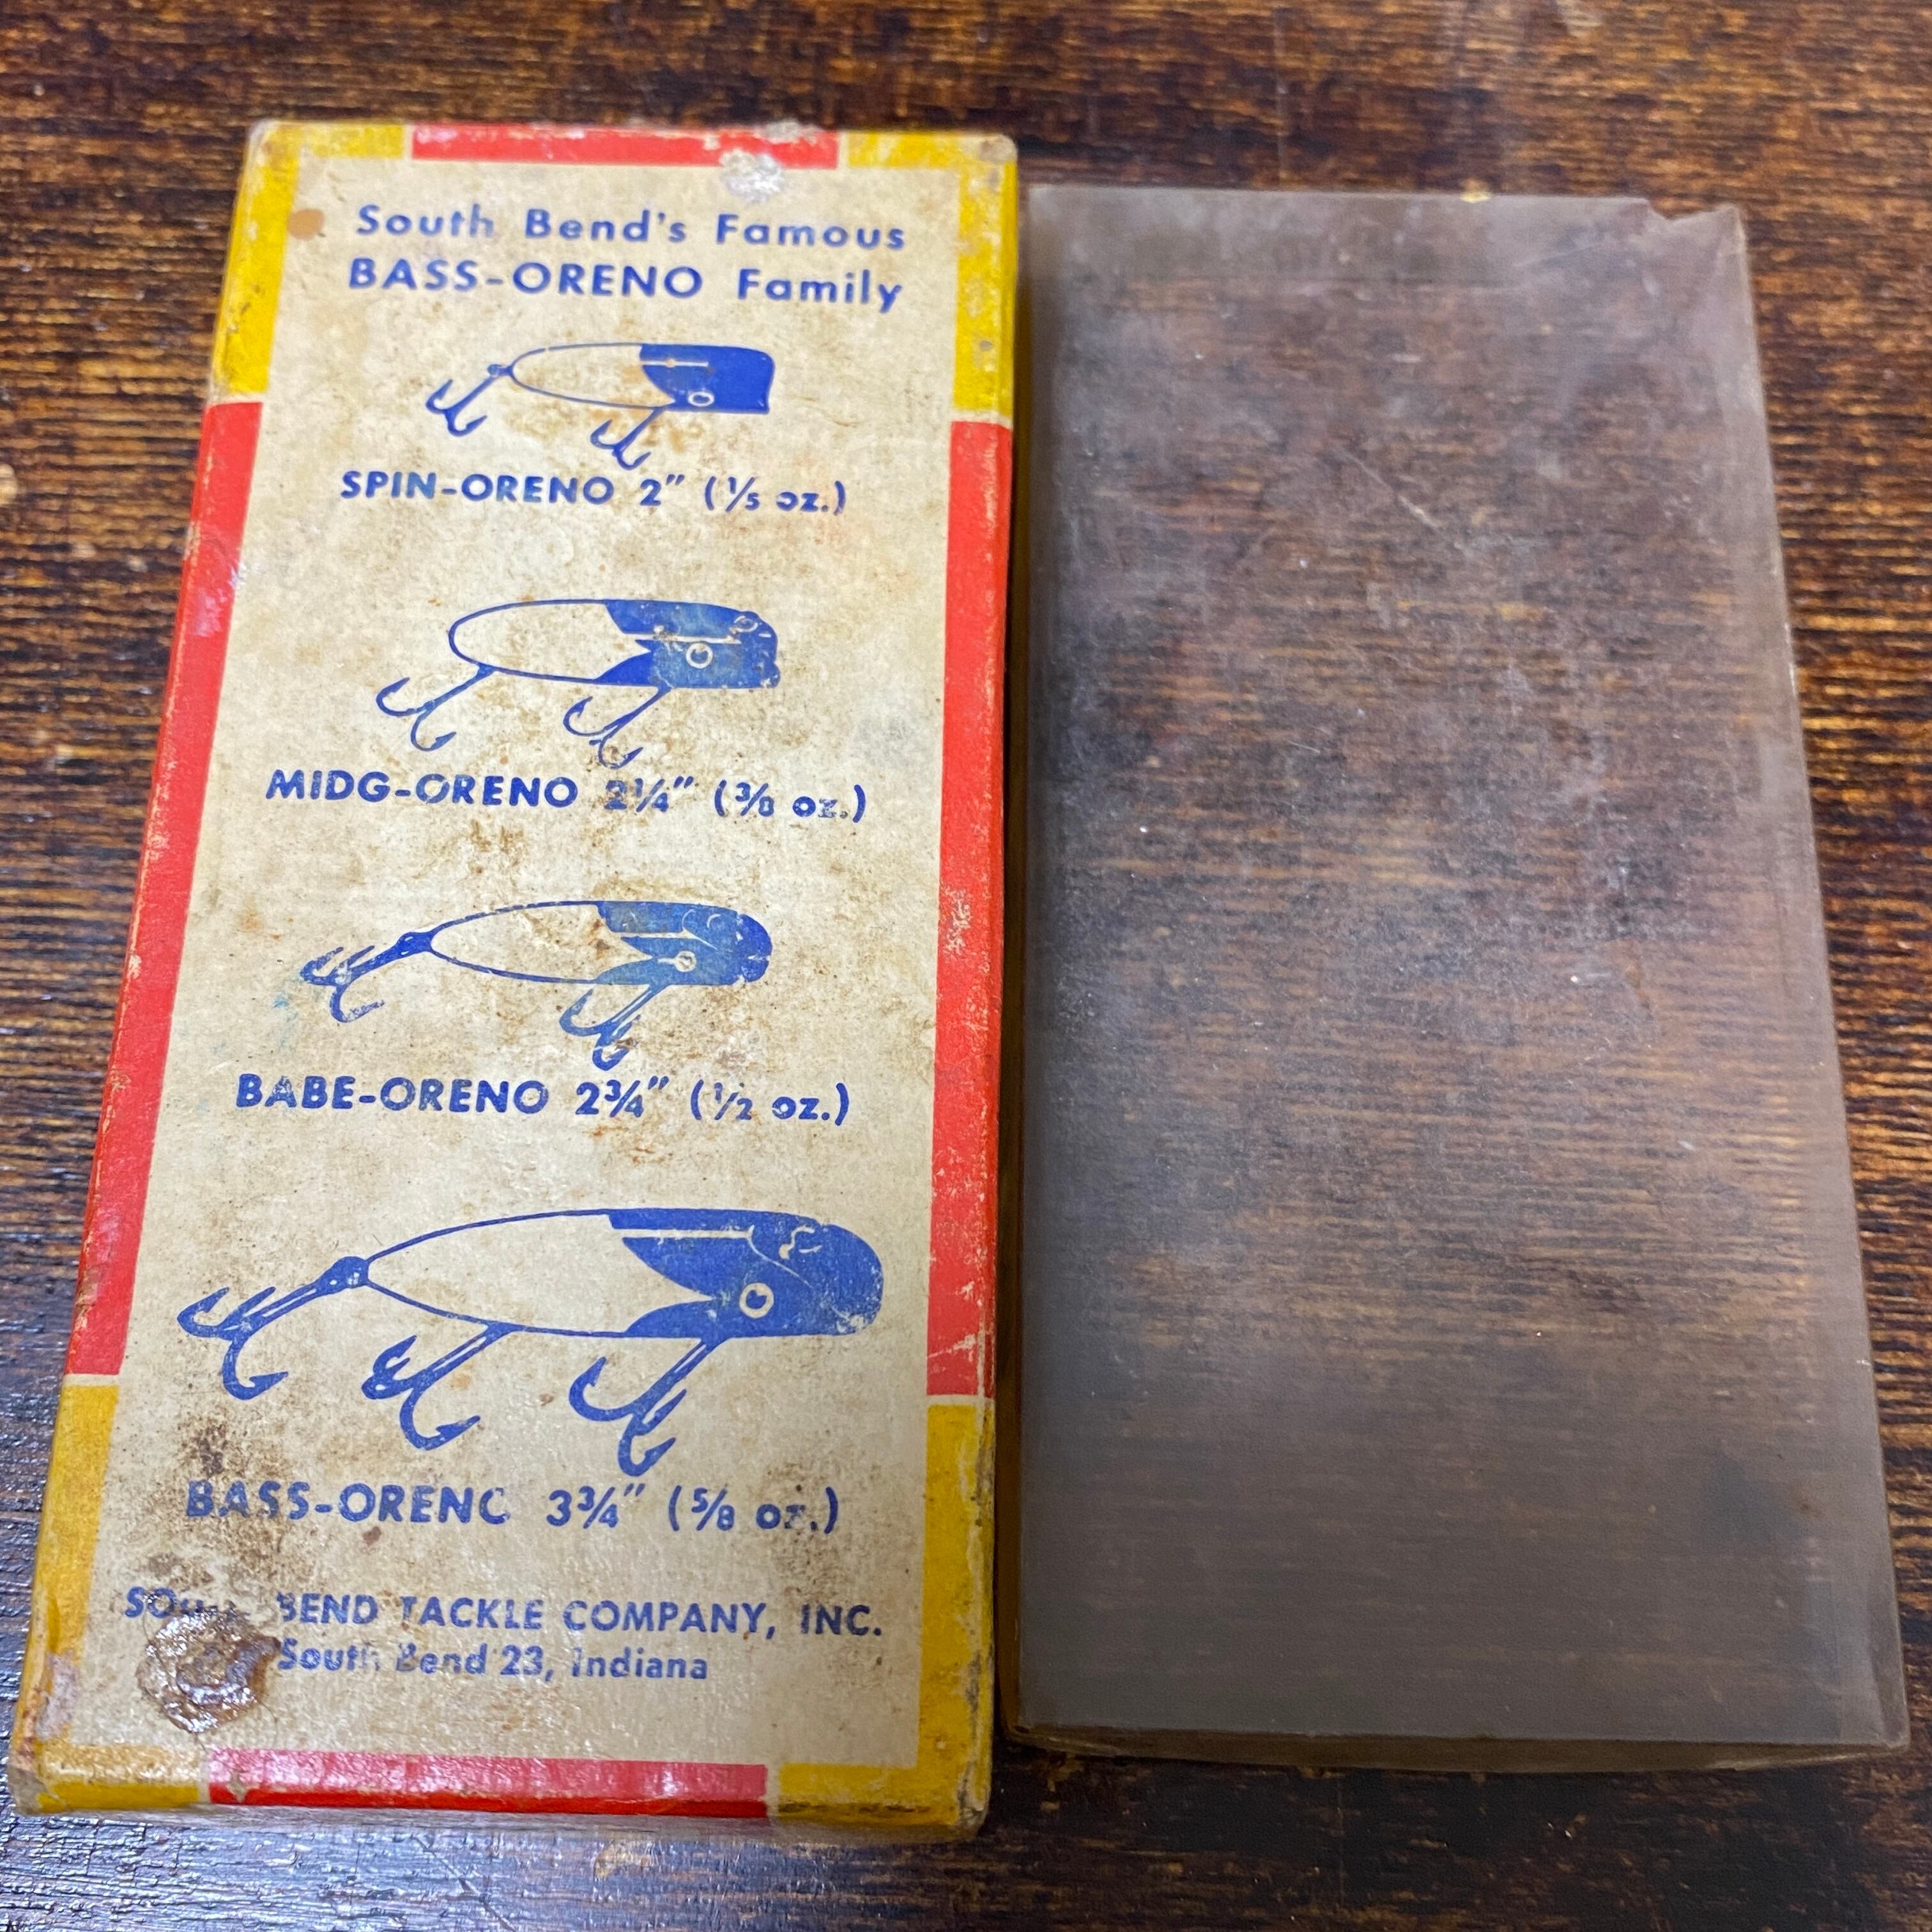 South Bend's Famous
BASS-ORENO Family
SPIN-ORENO 2" (⅕ oz.)
MIDG-ORENO 2¼" (⅜ oz.)
BABE-ORENO 2¾" (½ oz.)
BASS-ORENO 3¾" (⅝ oz.)
SOUTH BEND TACKLE COMPANY, INC.
South Bend 23, Indiana